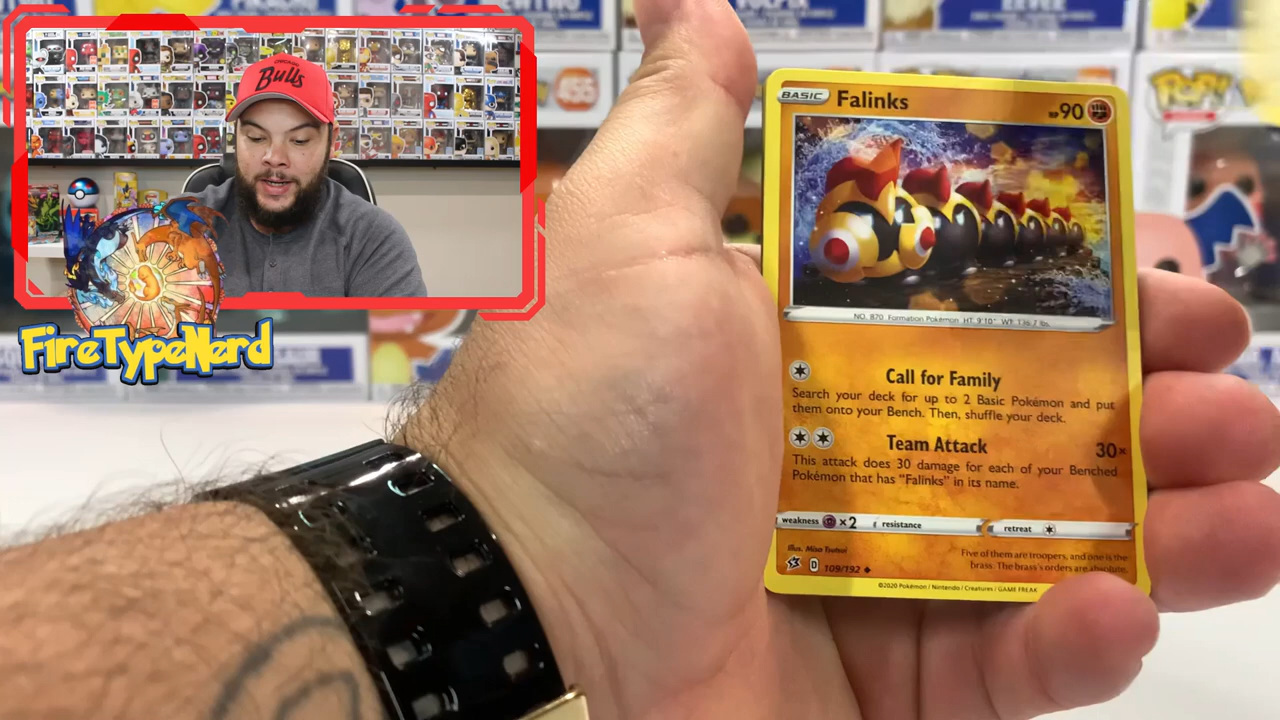 CHICAGO
Bulls
FireTypeNerd
EEVEE
POP!
BASIC
Falinks
HP 90
NO. 870 Formation Pokémon HT: 9'10" WT: 136.7 lbs.
Call for Family
Search your deck for up to 2 Basic Pokémon and put
them onto your Bench. Then, shuffle your deck.
Team Attack 30×
This attack does 30 damage for each of your Benched
Pokémon that has "Falinks" in its name.
weakness ×2 resistance retreat
Illus. Misa Tsutsui
D 109/192
Five of them are troopers, and one is the
brass. The brass's orders are absolute.
©2020 Pokémon / Nintendo / Creatures / GAME FREAK